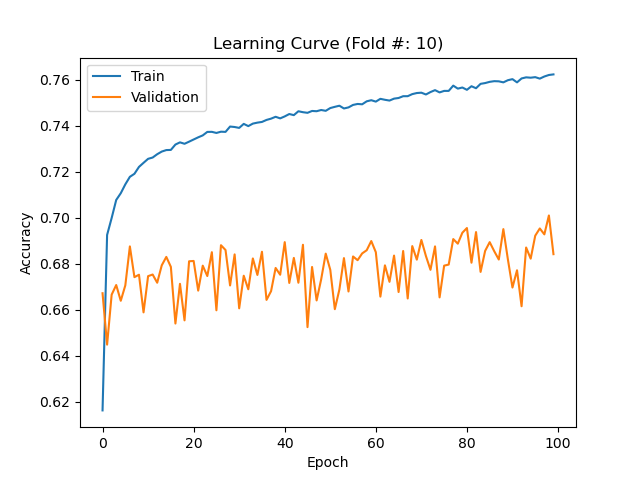 Learning Curve (Fold #: 10)
Train
Validation
0.76
0.74
0.72
0.70
0.68
0.66
0.64
0.62
Accuracy
0 20 40 60 80 100
Epoch